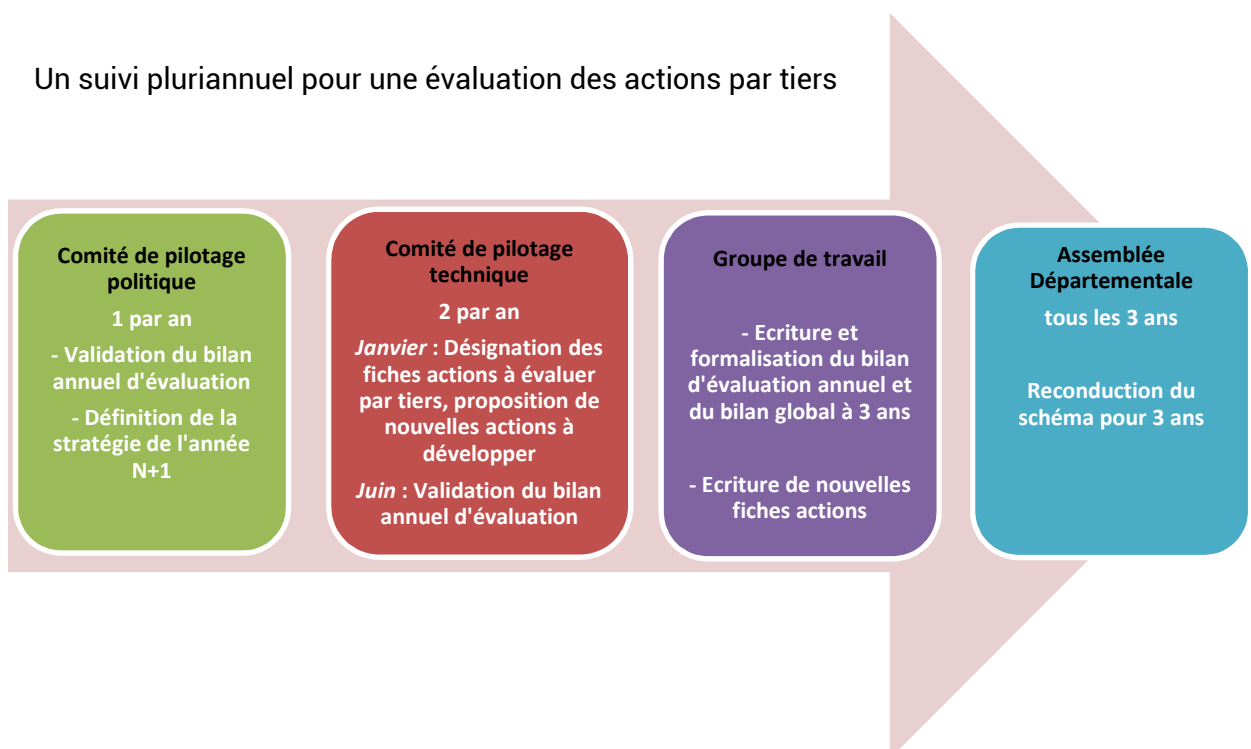 Un suivi pluriannuel pour une évaluation des actions par tiers
Comité de pilotage
politique
1 par an
- Validation du bilan
annuel d'évaluation
- Définition de la
stratégie de l'année
N+1
Comité de pilotage
technique
2 par an
Janvier : Désignation des
fiches actions à évaluer
par tiers, proposition de
nouvelles actions à
développer
Juin : Validation du bilan
annuel d'évaluation
Groupe de travail
- Ecriture et
formalisation du bilan
d'évaluation annuel et
du bilan global à 3 ans
- Ecriture de nouvelles
fiches actions
Assemblée
Départementale
tous les 3 ans
Reconduction du
schéma pour 3 ans